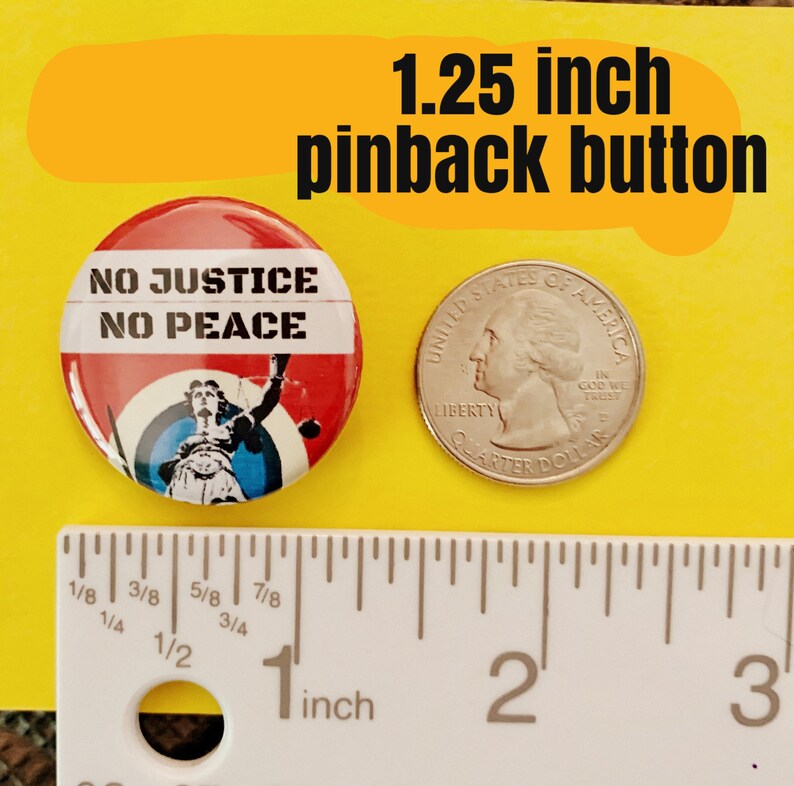 1.25 inch
pinback button
NO JUSTICE
NO PEACE
UNITED STATES OF AMERICA
IN
GOD WE
TRUST
LIBERTY
QUARTER DOLLAR
1/8 3/8 5/8 7/8
1/4 3/4
1/2
1 inch 2 3